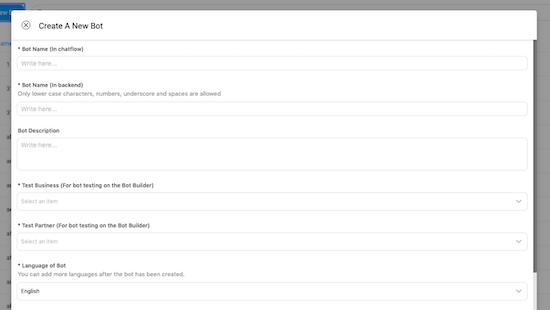 Create A New Bot
* Bot Name (In chatflow)
Write here...
* Bot Name (In backend)
Only lower case characters, numbers, underscore and spaces are allowed
Write here...
Bot Description
Write here...
* Test Business (For bot testing on the Bot Builder)
Select an item
* Test Partner (For bot testing on the Bot Builder)
Select an item
* Language of Bot
You can add more languages after the bot has been created.
English